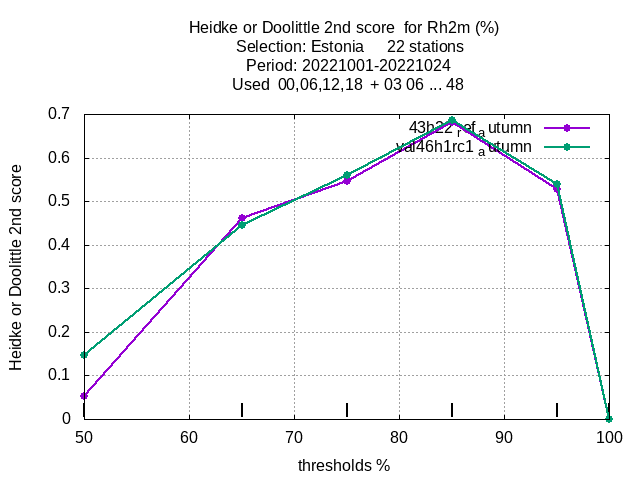 Heidke or Doolittle 2nd score for Rh2m (%)
Selection: Estonia 22 stations
Period: 20221001-20221024
Used 00,06,12,18 + 03 06 ... 48
43h22_ref_autumn
val46h1rc1_autumn
Heidke or Doolittle 2nd score
0.7
0.6
0.5
0.4
0.3
0.2
0.1
0
50
60
70
80
90
100
thresholds %